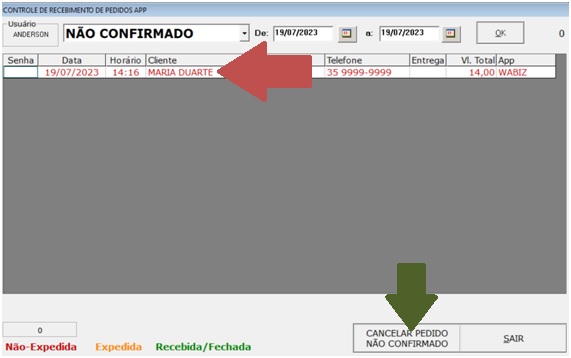 CONTROLE DE RECEBIMENTO DE PEDIDOS APP
Usuário
ANDERSON NÃO CONFIRMADO De: 19/07/2023 a: 19/07/2023 OK 0
Senha Data Horário Cliente Telefone Entrega Vl. Total App
19/07/2023 14:16 MARIA DUARTE 35 9999-9999 14,00 WABIZ
0
Não-Expedida Expedida Recebida/Fechada
CANCELAR PEDIDO
NÃO CONFIRMADO
SAIR